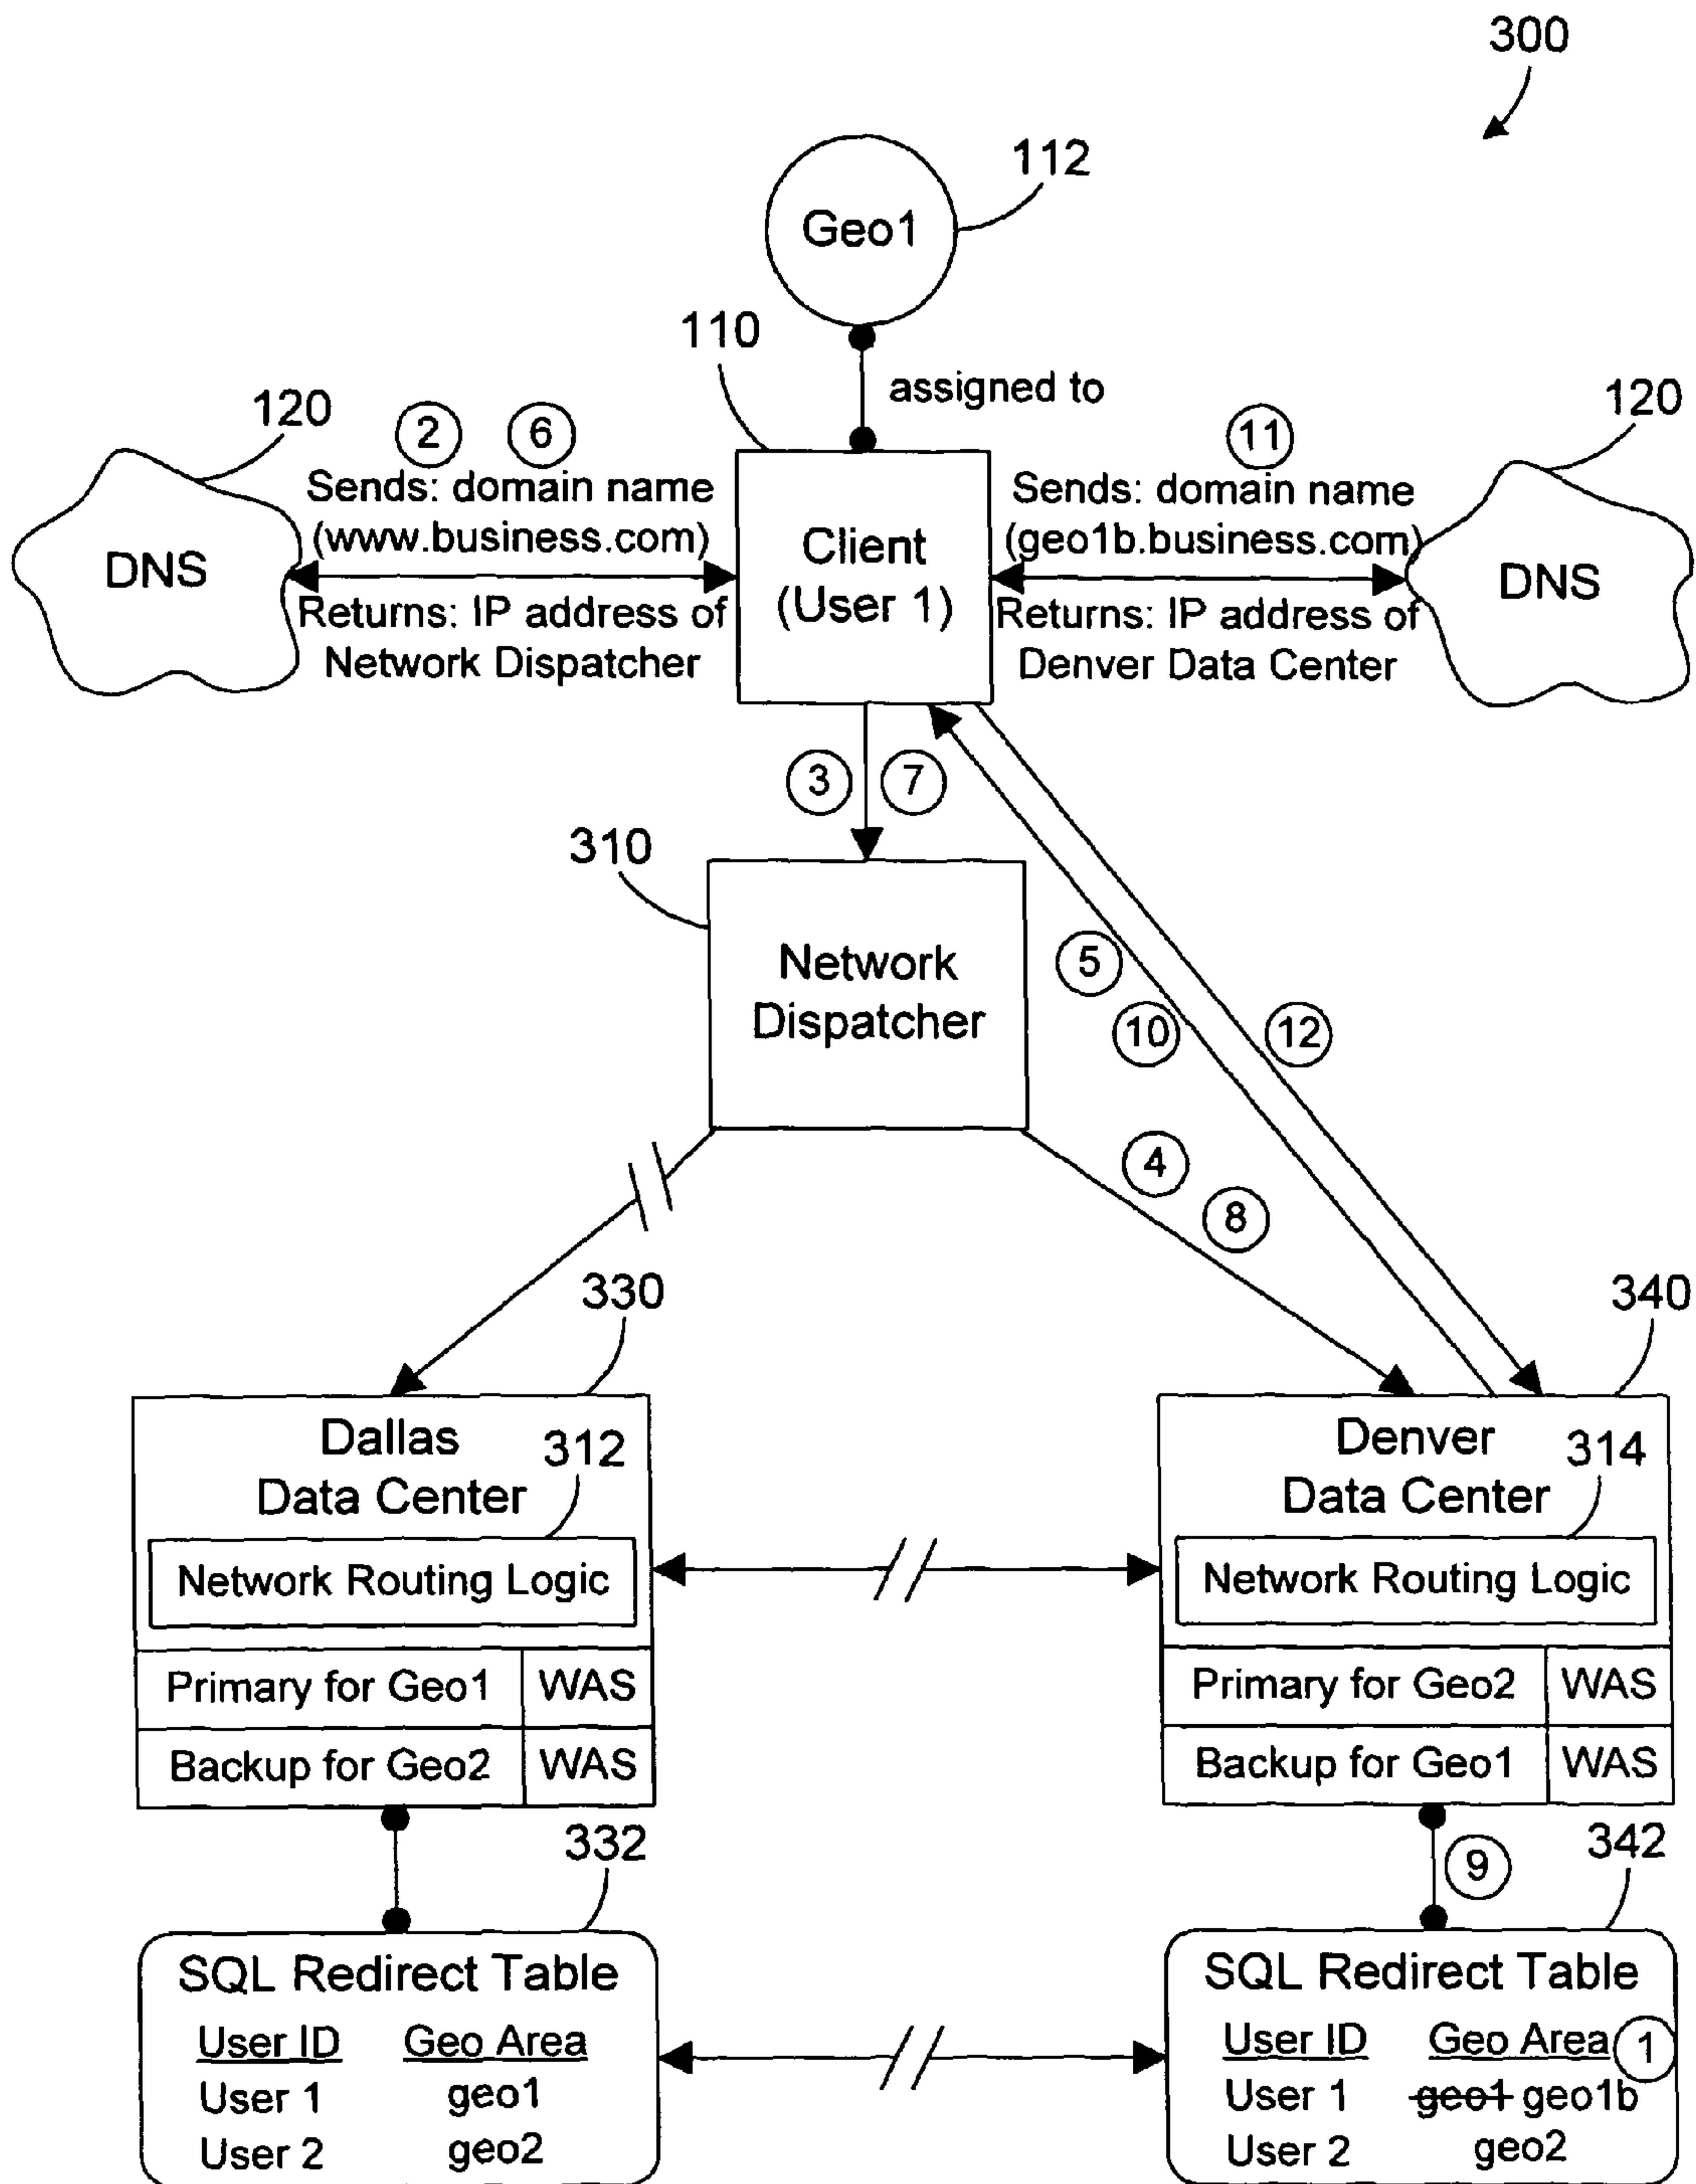 300
112
Geo1
110
assigned to
120
2 6
11
120
Sends: domain name
(www.business.com)
DNS
Returns: IP address of
Network Dispatcher
Client
(User 1)
Sends: domain name
(geo1b.business.com)
Returns: IP address of
Denver Data Center
DNS
3 7
310
Network
Dispatcher
5
10
12
4
8
330
340
Dallas
Data Center
312
Network Routing Logic
Primary for Geo1 WAS
Backup for Geo2 WAS
Denver
Data Center
314
Network Routing Logic
Primary for Geo2 WAS
Backup for Geo1 WAS
332
9
342
SQL Redirect Table
User ID Geo Area
User 1 geo1
User 2 geo2
SQL Redirect Table
User ID Geo Area 1
User 1 geo1 geo1b
User 2 geo2